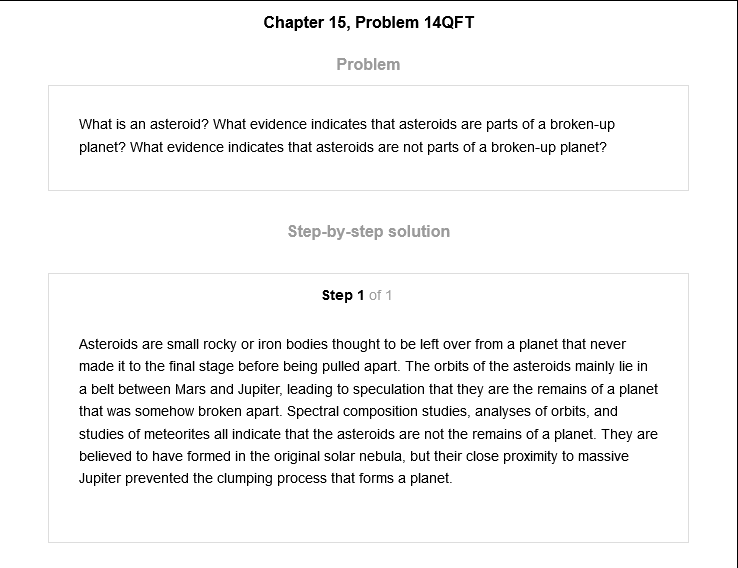 Chapter 15, Problem 14QFT
Problem
What is an asteroid? What evidence indicates that asteroids are parts of a broken-up
planet? What evidence indicates that asteroids are not parts of a broken-up planet?
Step-by-step solution
Step 1 of 1
Asteroids are small rocky or iron bodies thought to be left over from a planet that never
made it to the final stage before being pulled apart. The orbits of the asteroids mainly lie in
a belt between Mars and Jupiter, leading to speculation that they are the remains of a planet
that was somehow broken apart. Spectral composition studies, analyses of orbits, and
studies of meteorites all indicate that the asteroids are not the remains of a planet. They are
believed to have formed in the original solar nebula, but their close proximity to massive
Jupiter prevented the clumping process that forms a planet.